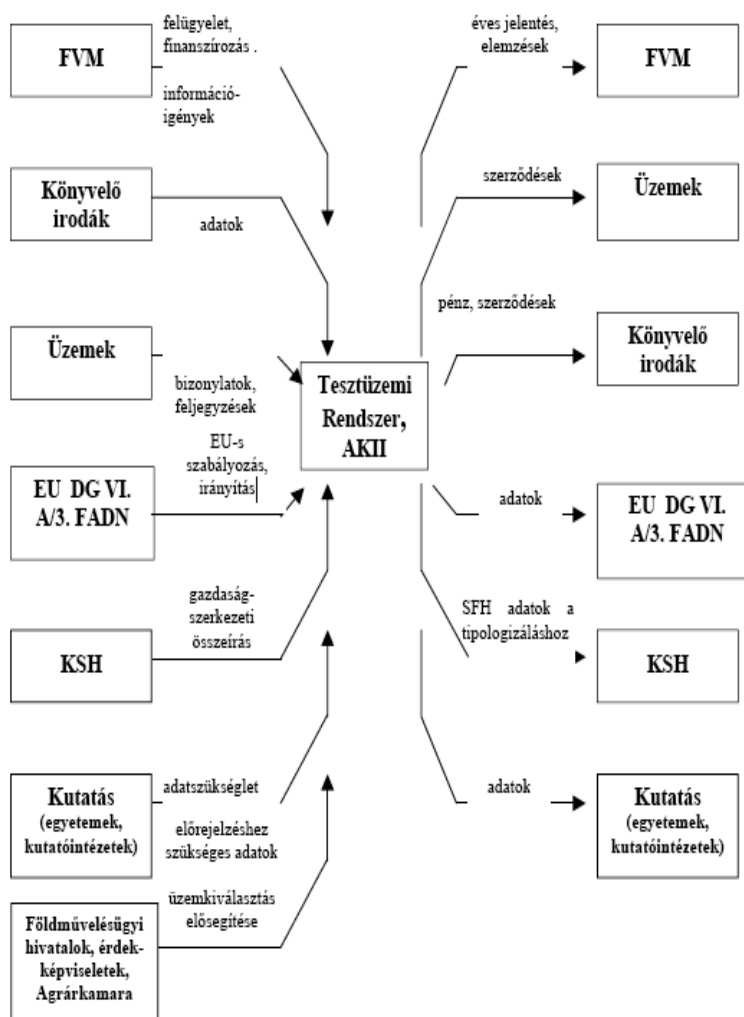 felügyelet,
finanszírozás .
FVM
információ-
igények
éves jelentés,
elemzések
FVM
Könyvelő
irodák
adatok
szerződések
Üzemek
Üzemek
bizonylatok,
feljegyzések
pénz, szerződések
Könyvelő
irodák
Tesztüzemi
Rendszer,
AKII
EU-s
szabályozás,
irányítás
EU DG VI.
A/3. FADN
adatok
EU DG VI.
A/3. FADN
gazdaság-
szerkezeti
összeírás
KSH
SFH adatok a
tipologizáláshoz
KSH
Kutatás
(egyetemek,
kutatóintézetek)
adatszükséglet
előrejelzéshez
szükséges adatok
adatok
Kutatás
(egyetemek,
kutatóintézetek)
üzemkiválasztás
elősegítése
Földművelésügyi
hivatalok, érdek-
képviseletek,
Agrárkamara